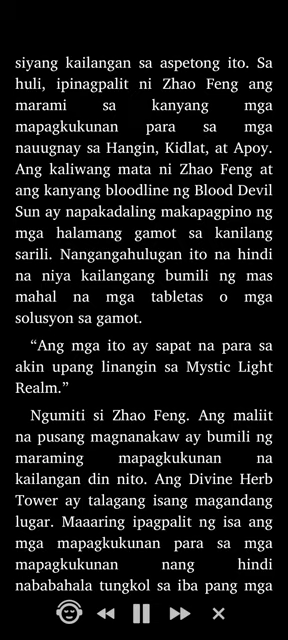 siyang kailangan sa aspetong ito. Sa
huli, ipinagpalit ni Zhao Feng ang
marami sa kanyang mga
mapagkukunan para sa mga
nauugnay sa Hangin, Kidlat, at Apoy.
Ang kaliwang mata ni Zhao Feng at
ang kanyang bloodline ng Blood Devil
Sun ay napakadaling makapagpino ng
mga halamang gamot sa kanilang
sarili. Nangangahulugan ito na hindi
na niya kailangang bumili ng mas
mahal na mga tabletas o mga
solusyon sa gamot.
“Ang mga ito ay sapat na para sa
akin upang linangin sa Mystic Light
Realm.”
Ngumiti si Zhao Feng. Ang maliit
na pusang magnanakaw ay bumili ng
maraming mapagkukunan na
kailangan din nito. Ang Divine Herb
Tower ay talagang isang magandang
lugar. Maaaring ipagpalit ng isa ang
mga mapagkukunan para sa mga
mapagkukunan nang hindi
nababahala tungkol sa iba pang mga